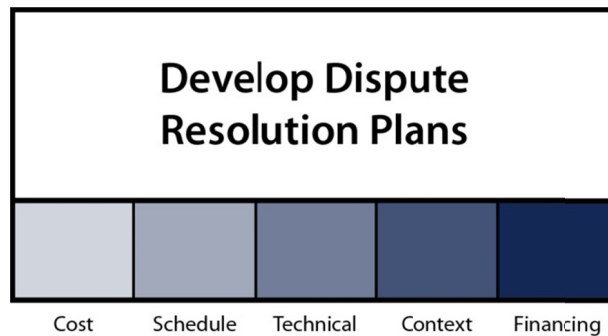 Develop Dispute
Resolution Plans
Cost Schedule Technical Context Financing